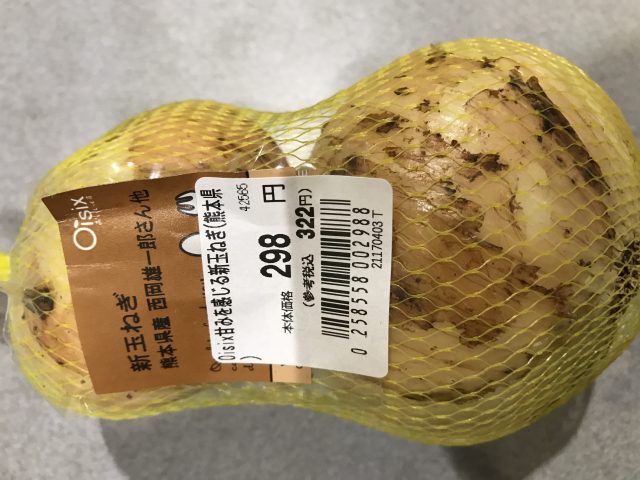 Oisix
新玉ねぎ
熊本県産 西岡雄一郎さん他
Oisix甘みを感じる新玉ねぎ(熊本県
)
42565
本体価格 298 円
(参考税込 322円)
0 258558 002988
21170403 T